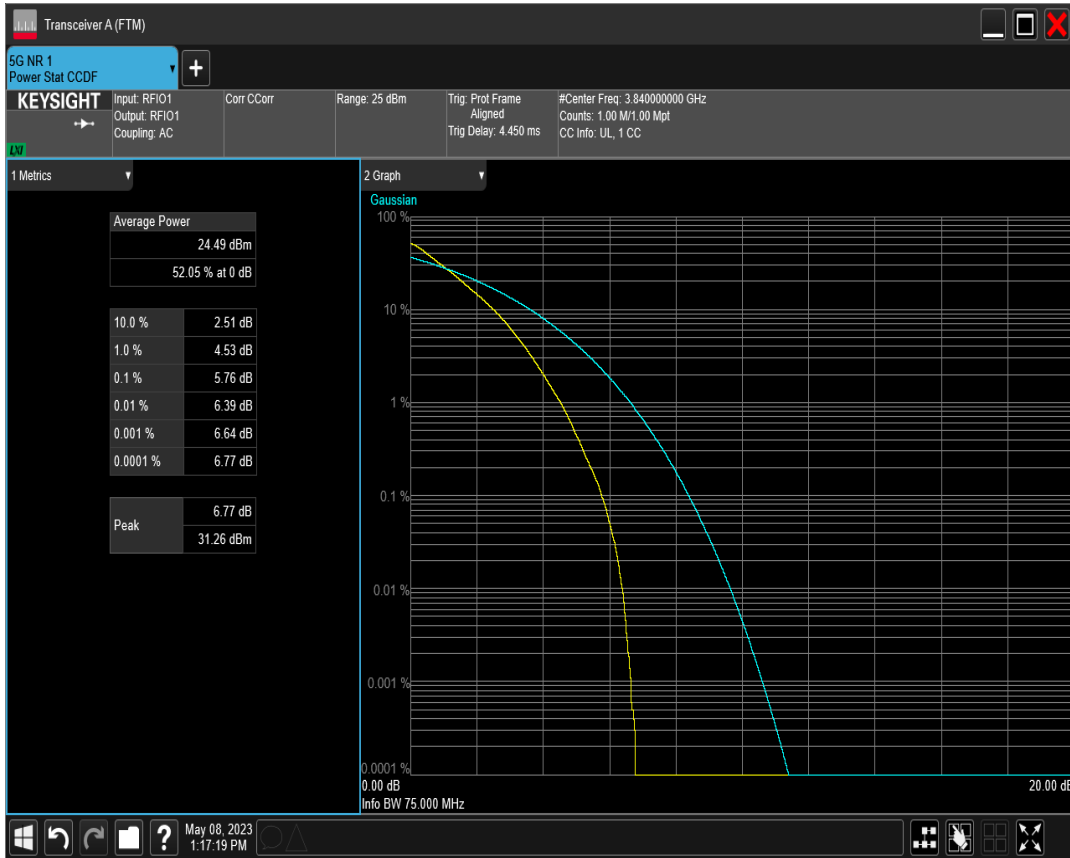 Transceiver A (FTM)
5G NR 1
Power Stat CCDF
+
KEYSIGHT
LXI
Input: RFIO1
Output: RFIO1
Coupling: AC
Corr CCorr
Range: 25 dBm
Trig: Prot Frame
Aligned
Trig Delay: 4.450 ms
#Center Freq: 3.840000000 GHz
Counts: 1.00 M/1.00 Mpt
CC Info: UL, 1 CC
1 Metrics
Average Power
24.49 dBm
52.05 % at 0 dB
10.0 % 2.51 dB
1.0 % 4.53 dB
0.1 % 5.76 dB
0.01 % 6.39 dB
0.001 % 6.64 dB
0.0001 % 6.77 dB
Peak
6.77 dB
31.26 dBm
2 Graph
Gaussian
100 %
10 %
1 %
0.1 %
0.01 %
0.001 %
0.0001 %
0.00 dB 20.00 dB
Info BW 75.000 MHz
?
May 08, 2023
1:17:19 PM